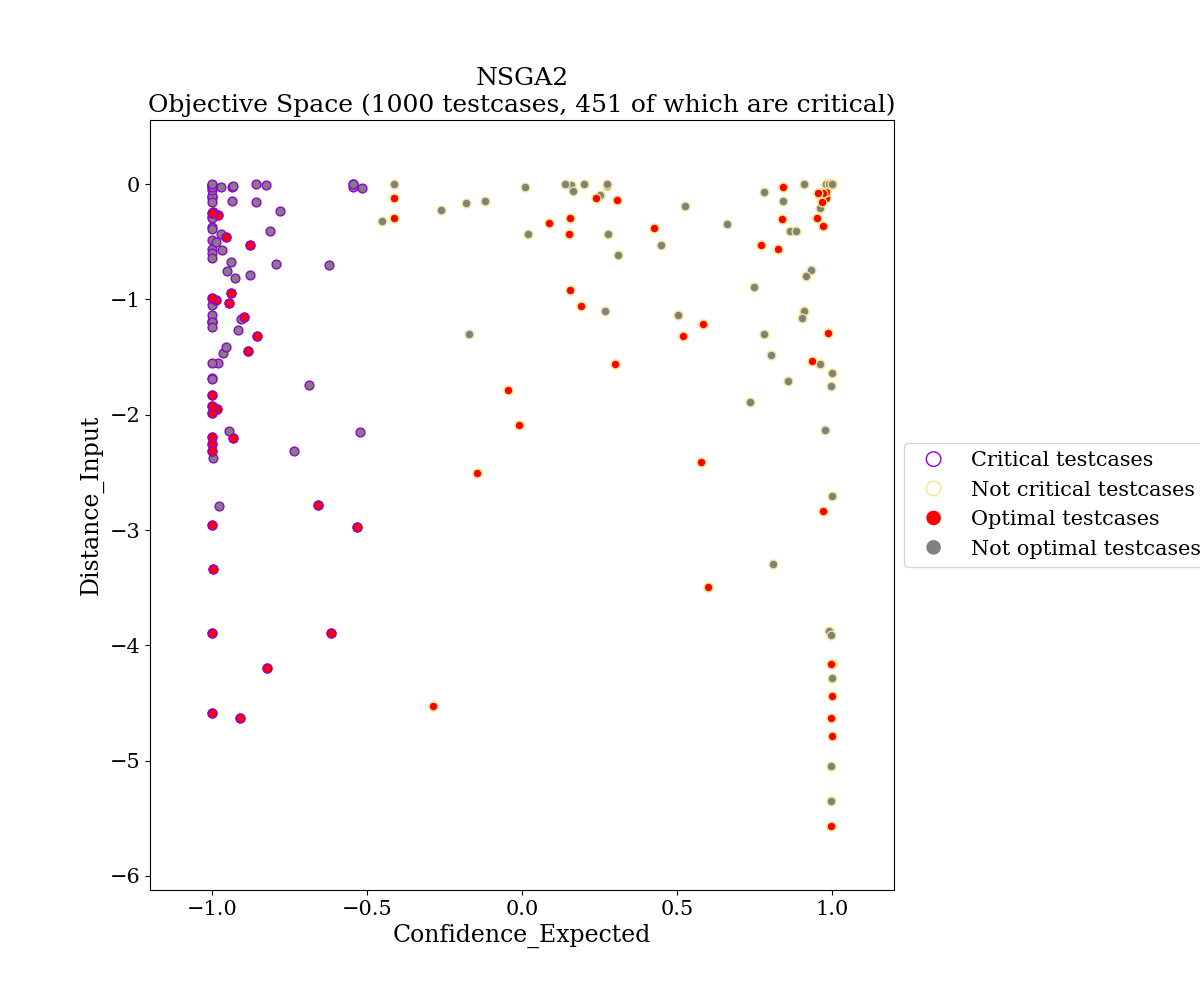 NSGA2
Objective Space (1000 testcases, 451 of which are critical)
0
−1
−2
−3
−4
−5
−6
Distance_Input
−1.0
−0.5
0.0
0.5
1.0
Confidence_Expected
Critical testcases
Not critical testcases
Optimal testcases
Not optimal testcases